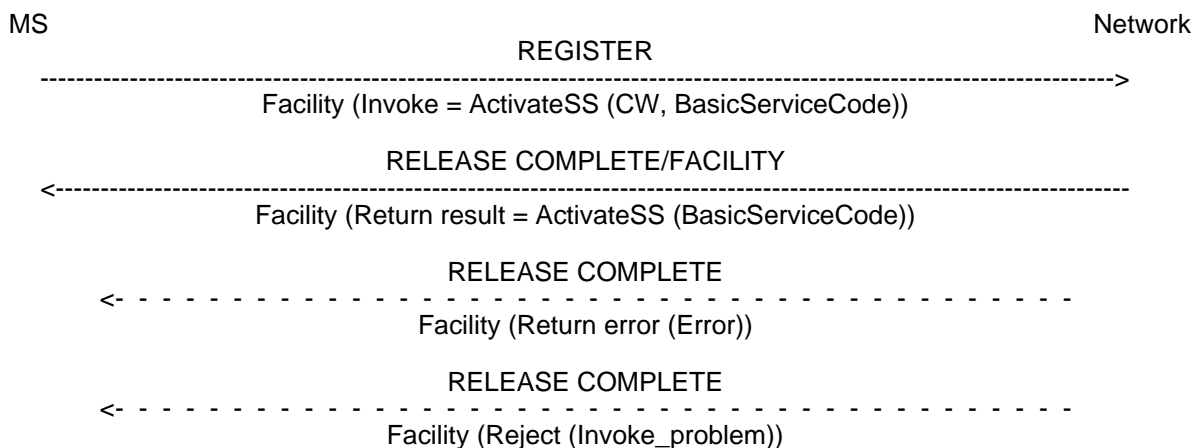 MS Network
REGISTER
Facility (Invoke = ActivateSS (CW, BasicServiceCode))
RELEASE COMPLETE/FACILITY
Facility (Return result = ActivateSS (BasicServiceCode))
RELEASE COMPLETE
Facility (Return error (Error))
RELEASE COMPLETE
Facility (Reject (Invoke_problem))